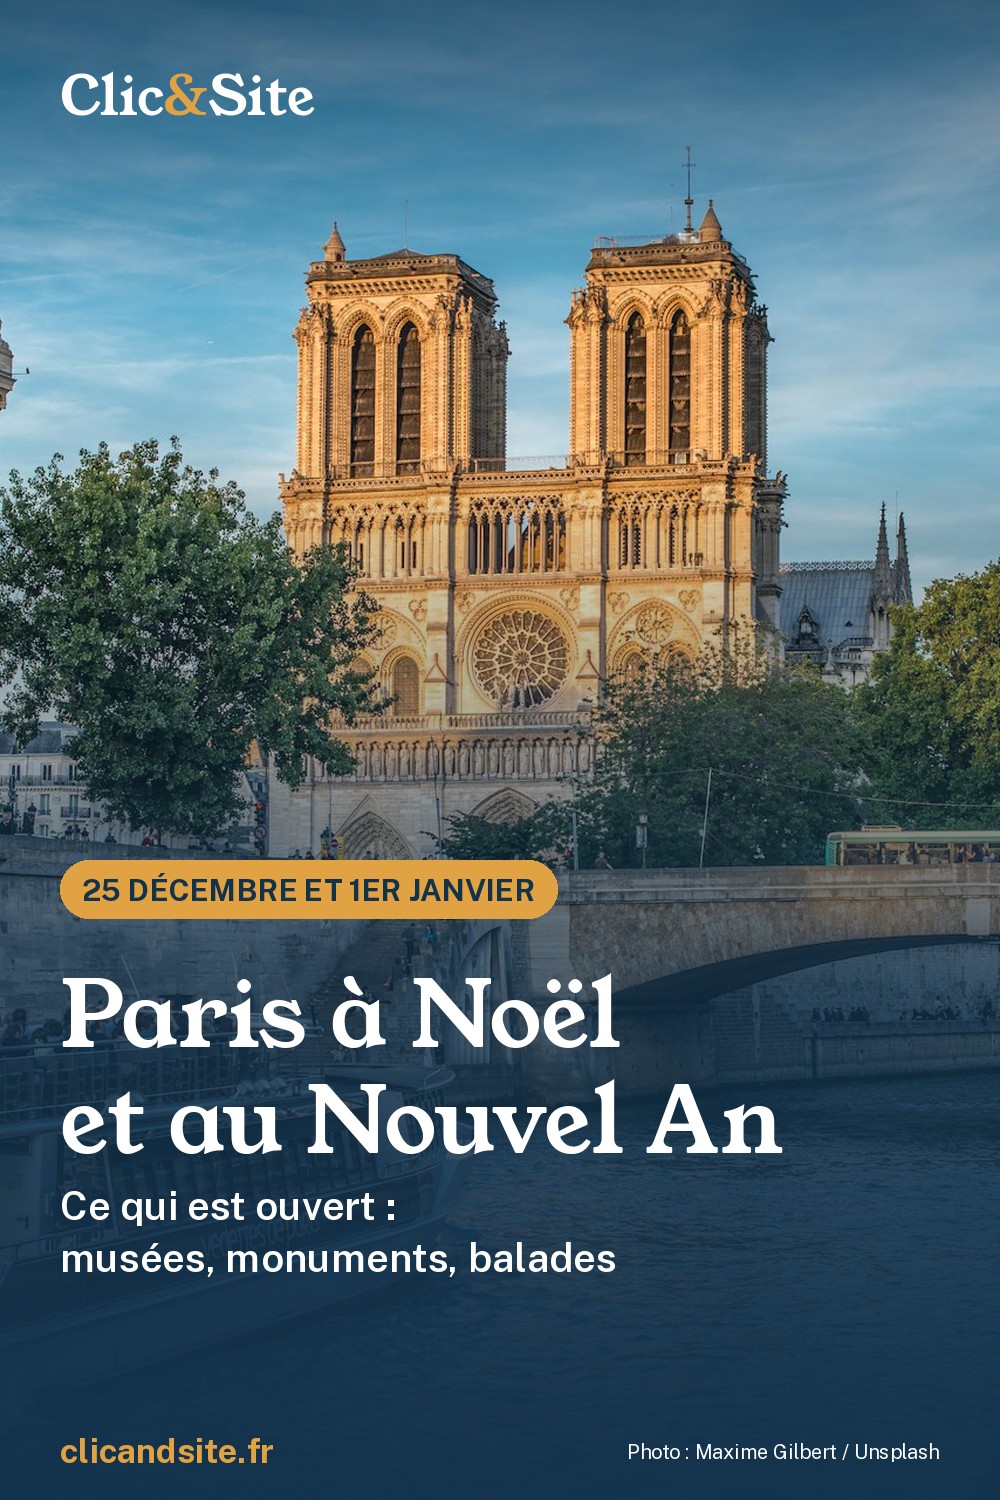 Clic&Site
25 DÉCEMBRE ET 1ER JANVIER
Paris à Noël
et au Nouvel An
Ce qui est ouvert :
musées, monuments, balades
clicandsite.fr
Photo : Maxime Gilbert / Unsplash